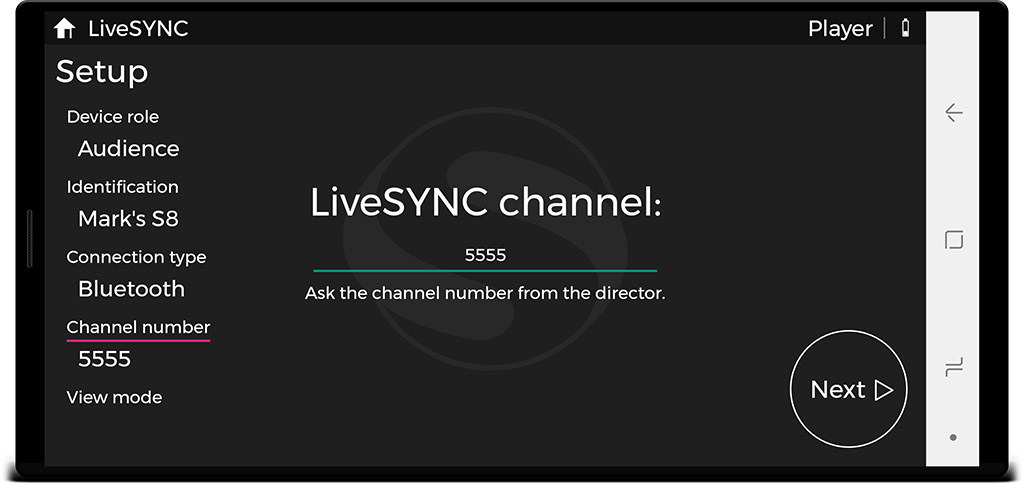 LiveSYNC
Player
Setup
Device role
Audience
Identification
Mark's S8
Connection type
Bluetooth
Channel number
5555
View mode
LiveSYNC channel:
5555
Ask the channel number from the director.
Next